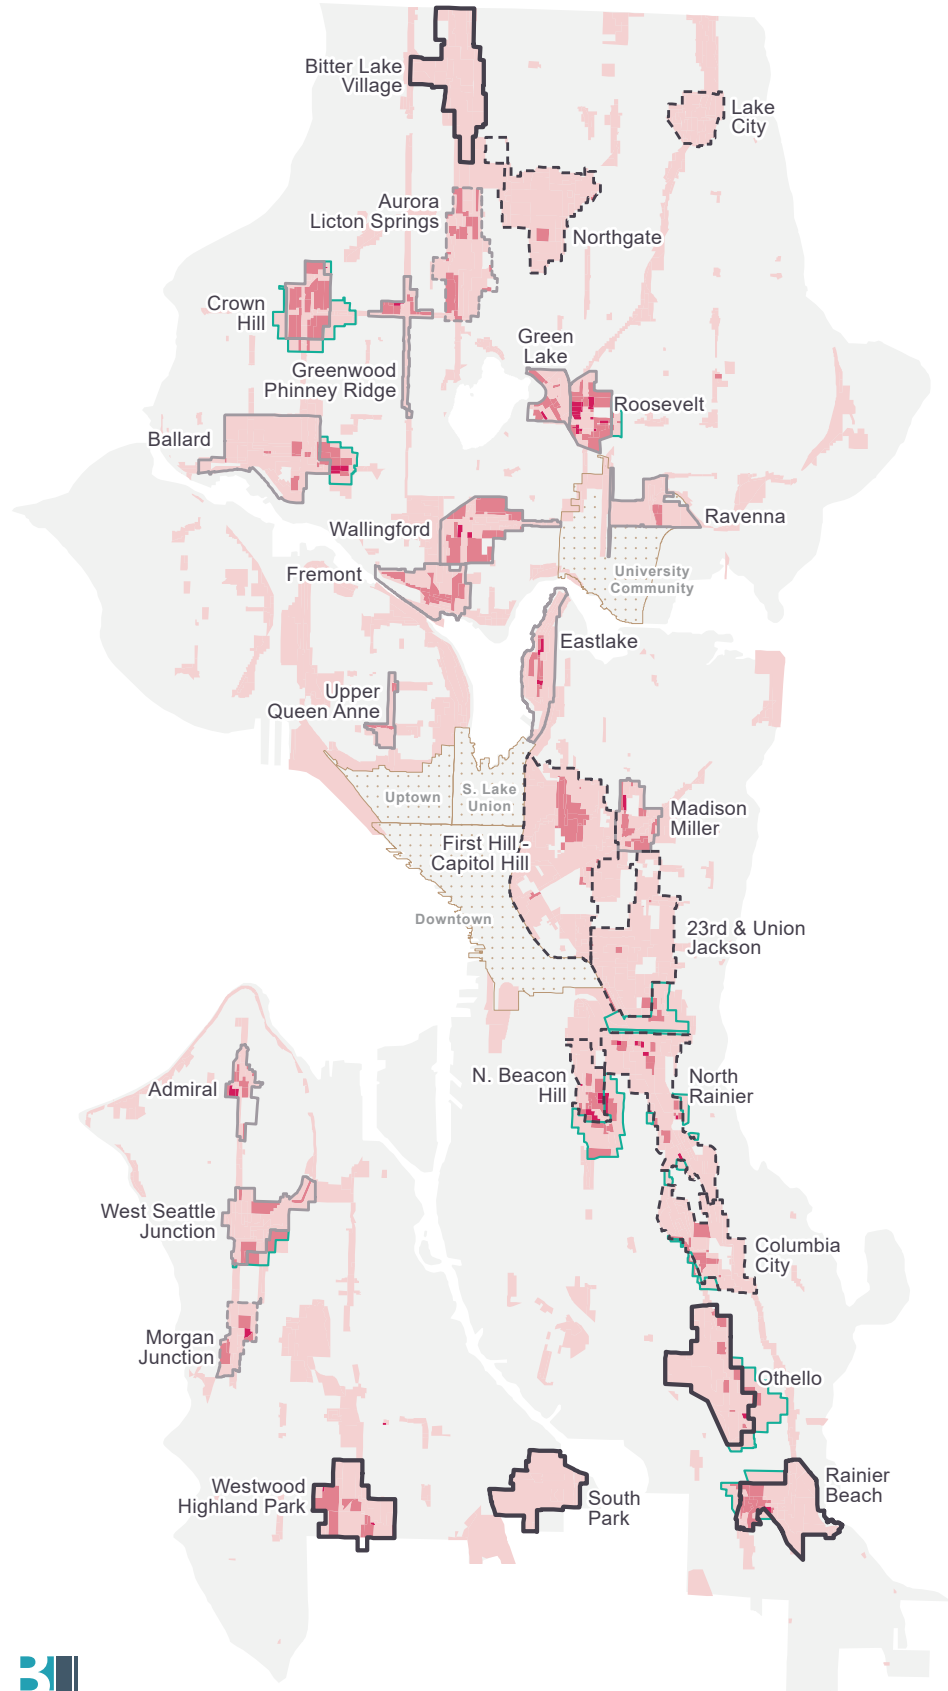 Bitter Lake
Village
Lake
City
Aurora
Licton Springs
Northgate
Crown
Hill
Green
Lake
Greenwood
Phinney Ridge
Roosevelt
Ballard
Wallingford
Ravenna
Fremont
University
Community
Eastlake
Upper
Queen Anne
Uptown
S. Lake
Union
Madison
Miller
First Hill -
Capitol Hill
Downtown
23rd & Union
Jackson
N. Beacon
Hill
North
Rainier
Admiral
West Seattle
Junction
Columbia
City
Morgan
Junction
Othello
Westwood
Highland Park
South
Park
Rainier
Beach